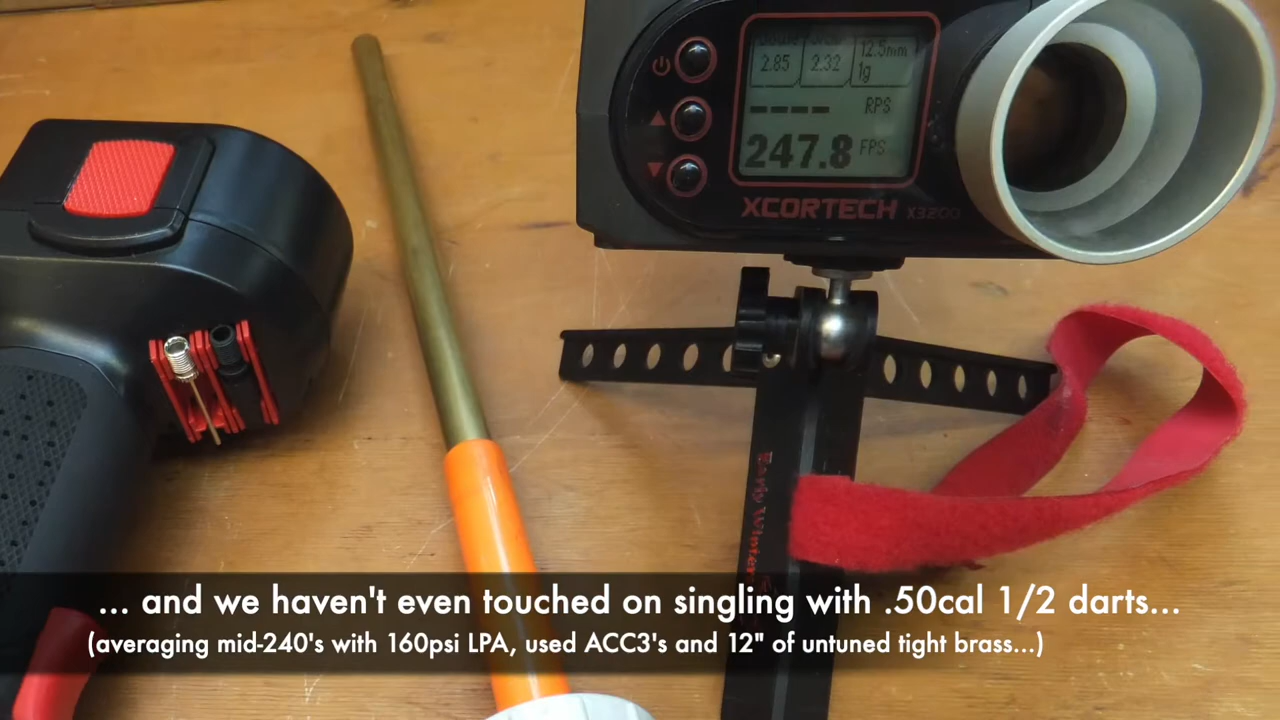 2.85 2.32 12.5mm
1g
---- RPS
247.8 FPS
XCORTECH X3200
... and we haven't even touched on singling with .50cal 1/2 darts...
(averaging mid-240's with 160psi LPA, used ACC3's and 12" of untuned tight brass...)